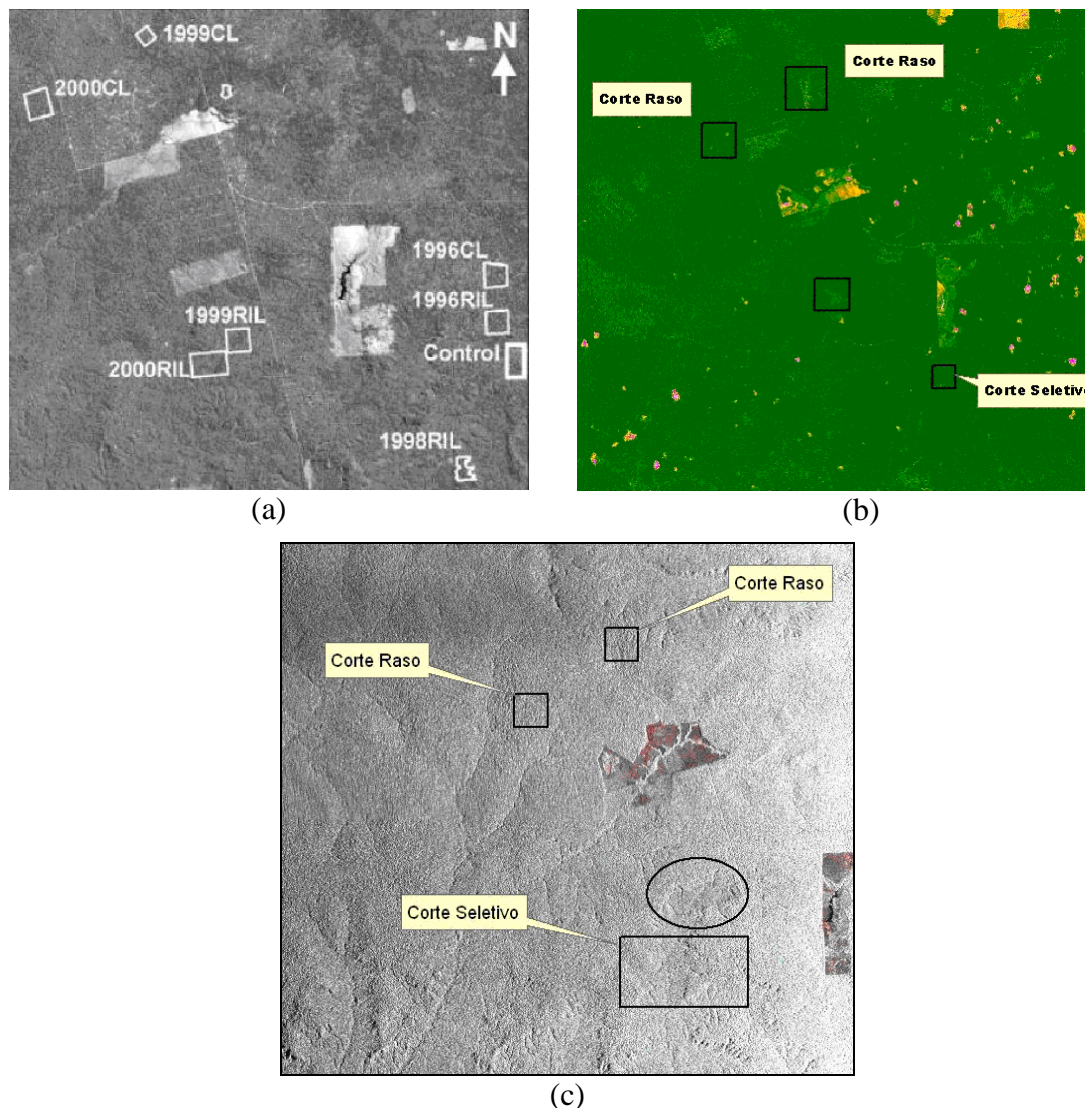 1999CL
N
2000CL
1996CL
1996RIL
1999RIL
Control
2000RIL
1998RIL
(a)
Corte Raso
Corte Raso
Corte Seletivo
(b)
Corte Raso
Corte Raso
Corte Seletivo
(c)